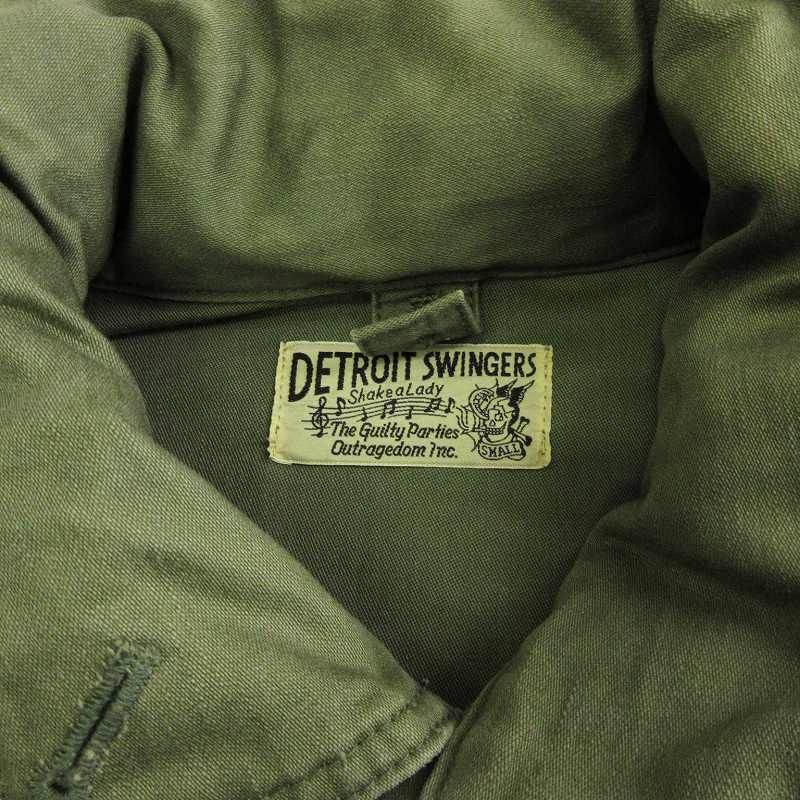 DETROIT SWINGERS
Shake a Lady
The Guilty Parties
Outragedom Inc.
SMALL